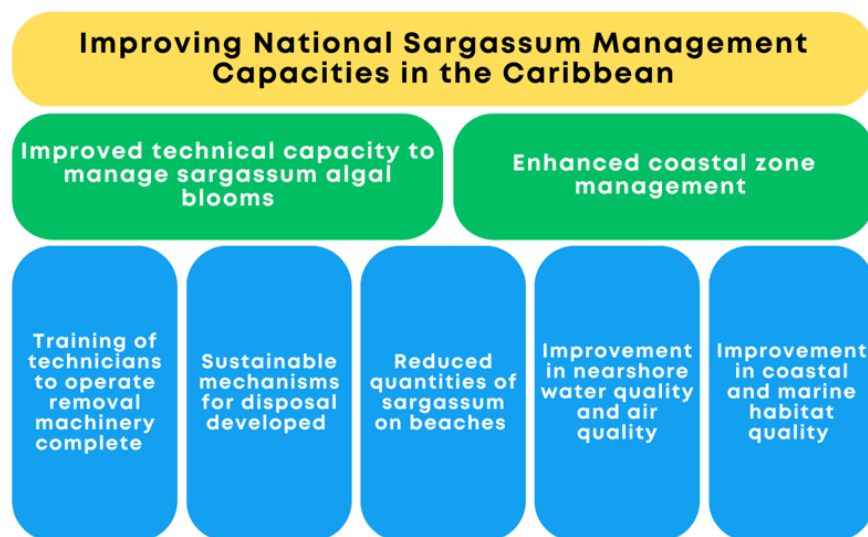 Improving National Sargassum Management
Capacities in the Caribbean
Improved technical capacity to
manage sargassum algal
blooms
Enhanced coastal zone
management
Training of
technicians
to operate
removal
machinery
complete
Sustainable
mechanisms
for disposal
developed
Reduced
quantities of
sargassum
on beaches
Improvement
in nearshore
water quality
and air
quality
Improvement
in coastal
and marine
habitat
quality